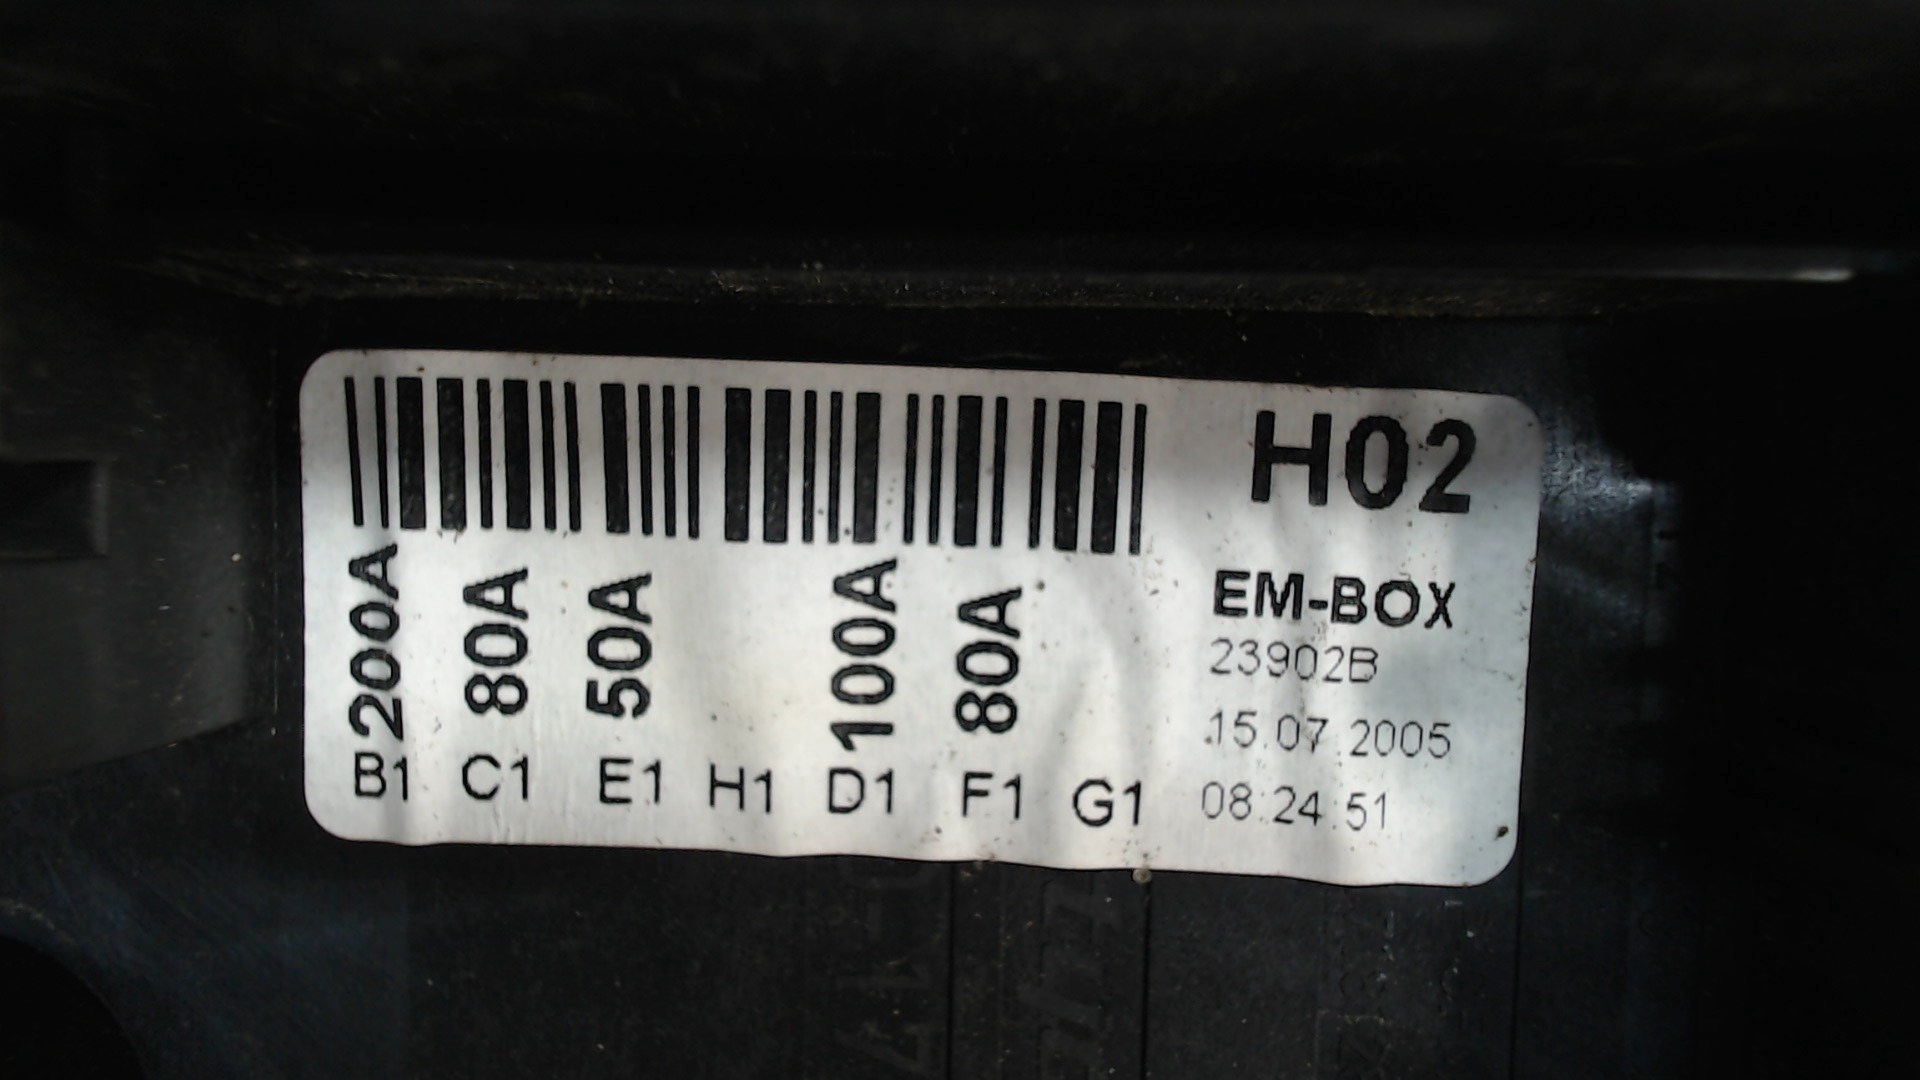 H02
200A 80A 50A 100A 80A
B1 C1 E1 H1 D1 F1 G1
EM-BOX
23902B
15.07.2005
08:24:51